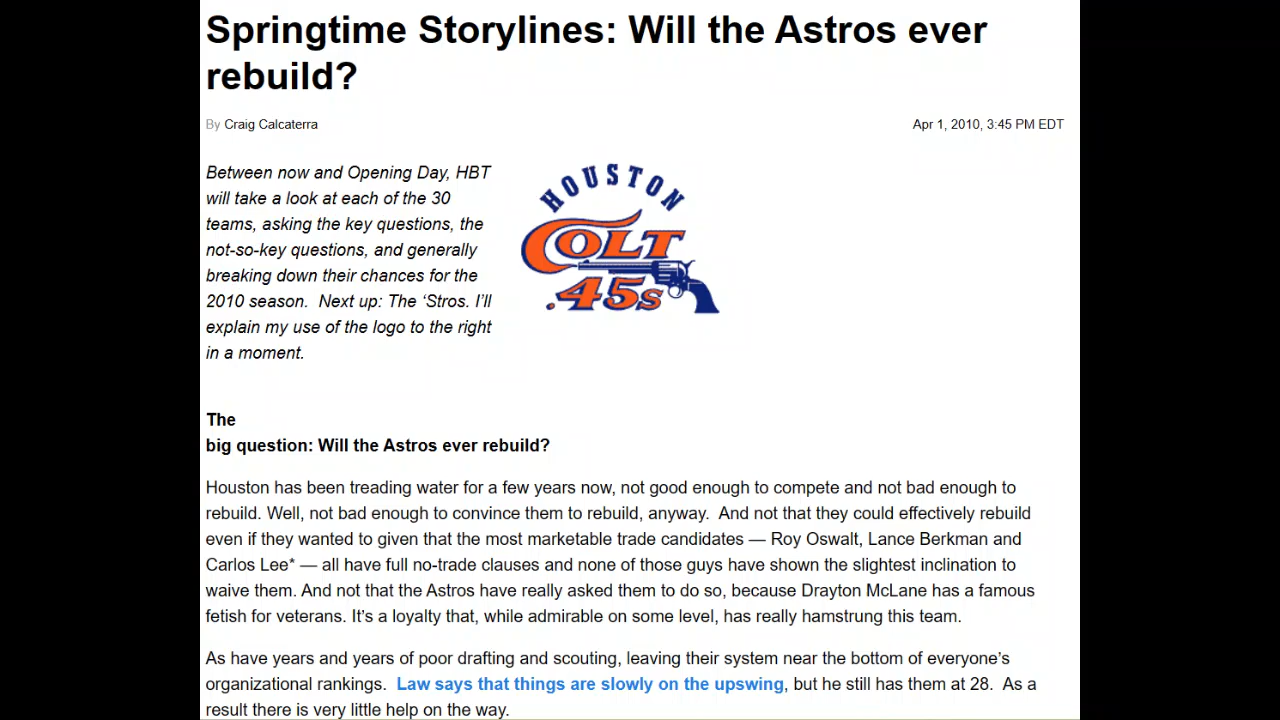 Springtime Storylines: Will the Astros ever
rebuild?
By Craig Calcaterra
Apr 1, 2010, 3:45 PM EDT
Between now and Opening Day, HBT
will take a look at each of the 30
teams, asking the key questions, the
not-so-key questions, and generally
breaking down their chances for the
2010 season.  Next up: The ‘Stros. I’ll
explain my use of the logo to the right
in a moment.
HOUSTON
COLT
.45s
The
big question: Will the Astros ever rebuild?
Houston has been treading water for a few years now, not good enough to compete and not bad enough to
rebuild. Well, not bad enough to convince them to rebuild, anyway.  And not that they could effectively rebuild
even if they wanted to given that the most marketable trade candidates — Roy Oswalt, Lance Berkman and
Carlos Lee* — all have full no-trade clauses and none of those guys have shown the slightest inclination to
waive them. And not that the Astros have really asked them to do so, because Drayton McLane has a famous
fetish for veterans. It’s a loyalty that, while admirable on some level, has really hamstrung this team.
As have years and years of poor drafting and scouting, leaving their system near the bottom of everyone’s
organizational rankings.  Law says that things are slowly on the upswing, but he still has them at 28.  As a
result there is very little help on the way.